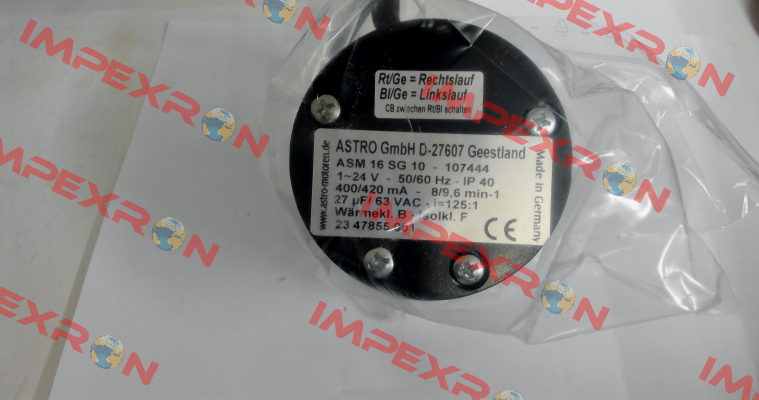 Rt/Ge = Rechtslauf
Bl/Ge = Linkslauf
CB zwischen Rt/Bl schalten
ASTRO GmbH D-27607 Geestland
ASM 16 SG 10 - 107444
1~24 V - 50/60 Hz - IP 40
400/420 mA - 8/9,6 min-1
27 µF/ 63 VAC - i=125:1
Wärmekl. B - Isolkl. F
23 47855 001
CE
www.astro-motoren.de
Made in Germany
IMPEXRON
IMPEXRON
IMPEXRON
IMPEXRON
IMPEXRON
IMPEXRON
IMPEXRON